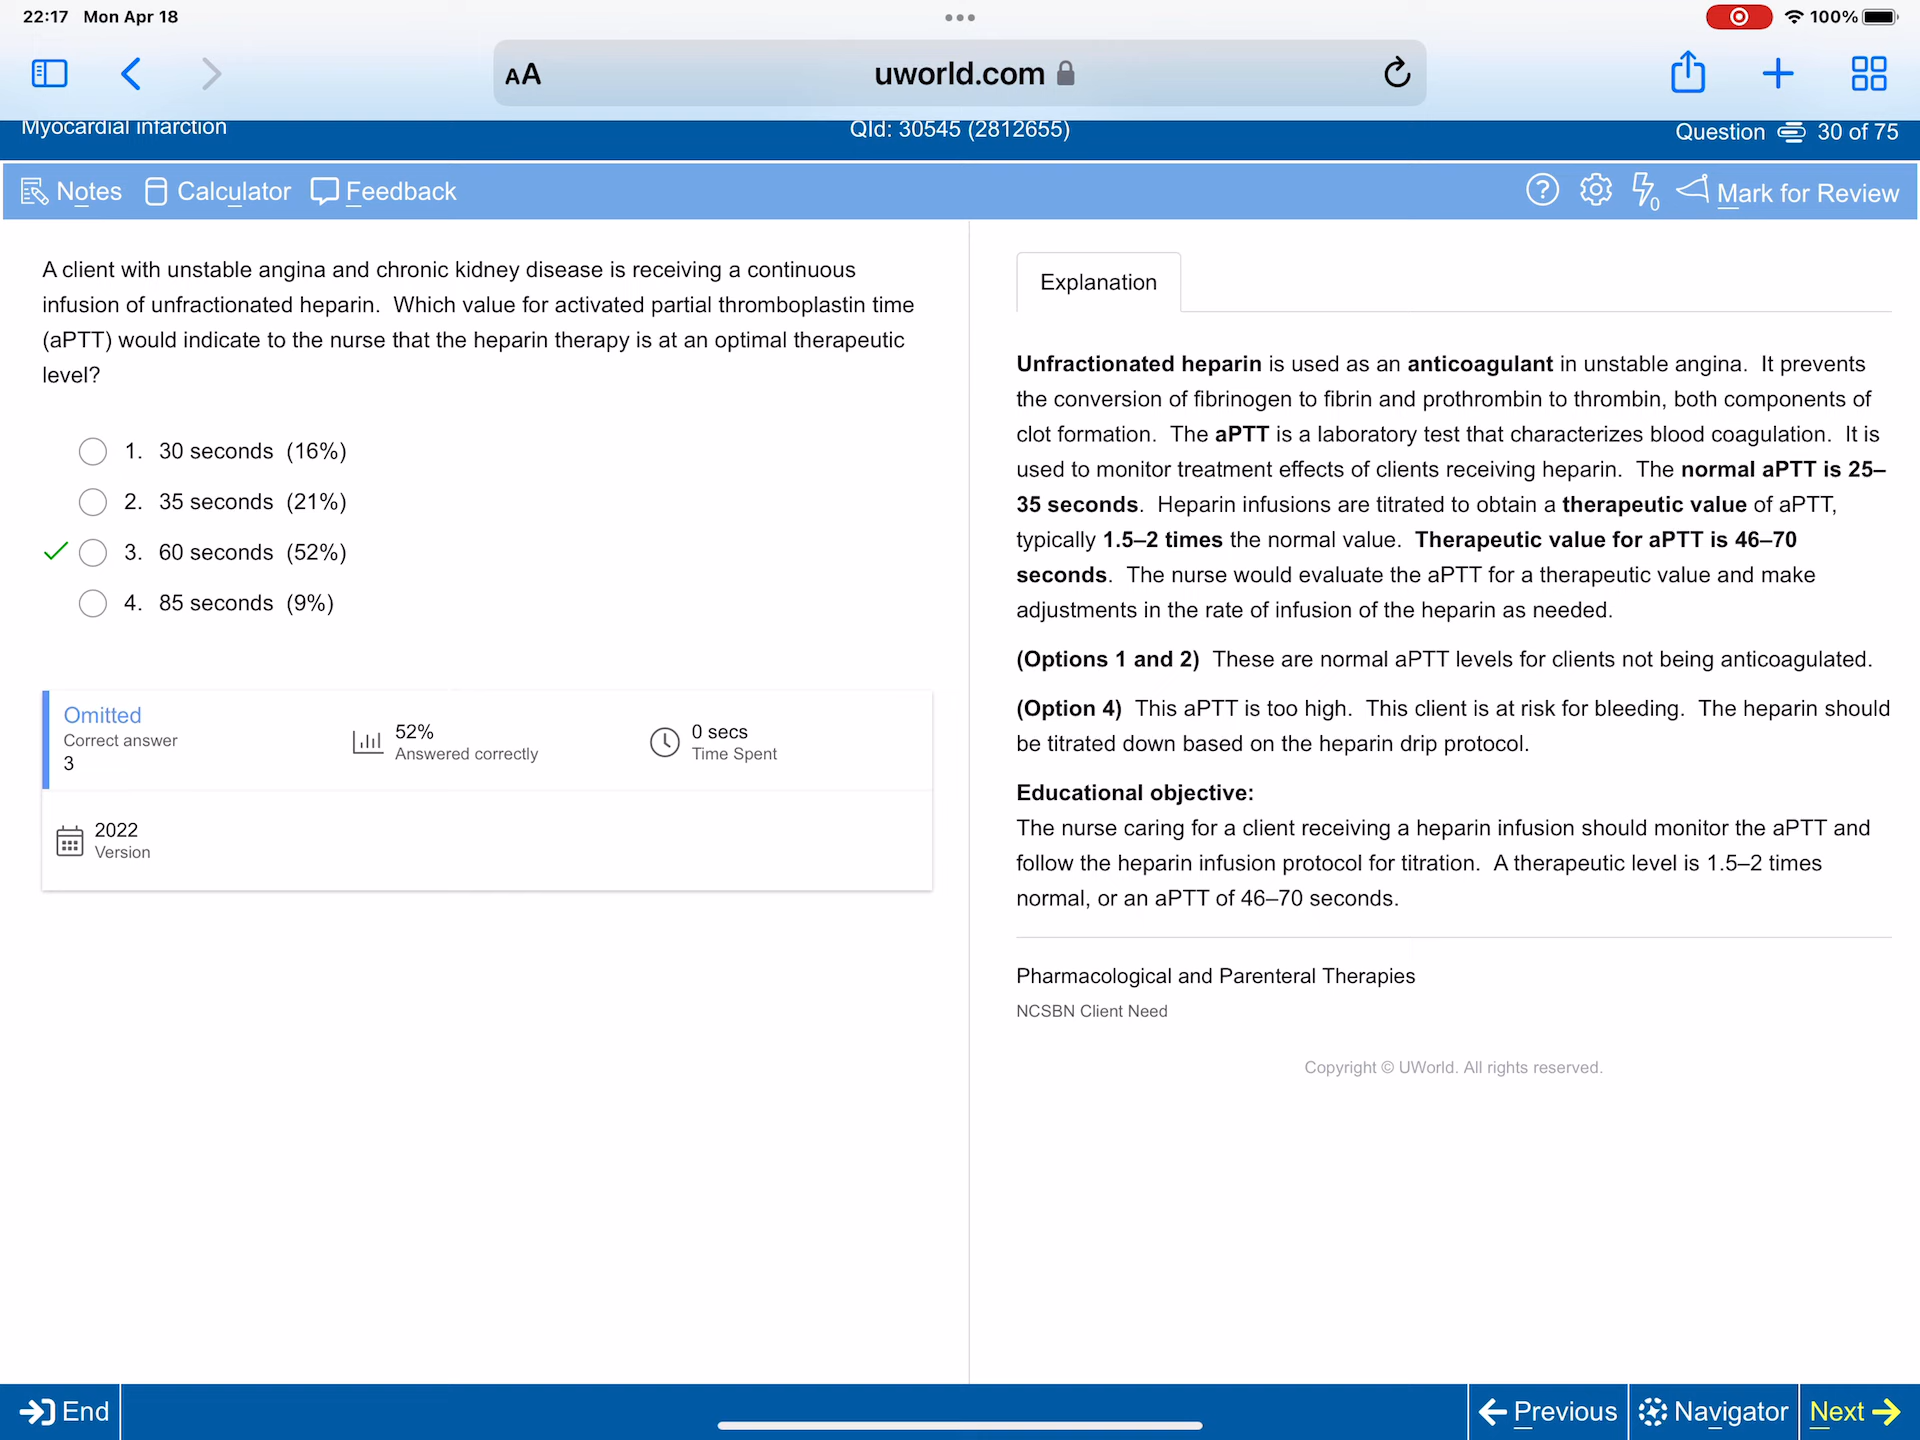 22:17 Mon Apr 18
100%
AA
uworld.com
Myocardial infarction
QId: 30545 (2812655)
Question 30 of 75
Notes
Calculator
Feedback
0
Mark for Review
A client with unstable angina and chronic kidney disease is receiving a continuous
infusion of unfractionated heparin. Which value for activated partial thromboplastin time
(aPTT) would indicate to the nurse that the heparin therapy is at an optimal therapeutic
level?
1. 30 seconds (16%)
2. 35 seconds (21%)
3. 60 seconds (52%)
4. 85 seconds (9%)
Omitted
Correct answer
3
52%
Answered correctly
0 secs
Time Spent
2022
Version
Explanation
Unfractionated heparin is used as an anticoagulant in unstable angina. It prevents
the conversion of fibrinogen to fibrin and prothrombin to thrombin, both components of
clot formation. The aPTT is a laboratory test that characterizes blood coagulation. It is
used to monitor treatment effects of clients receiving heparin. The normal aPTT is 25–
35 seconds. Heparin infusions are titrated to obtain a therapeutic value of aPTT,
typically 1.5–2 times the normal value. Therapeutic value for aPTT is 46–70
seconds. The nurse would evaluate the aPTT for a therapeutic value and make
adjustments in the rate of infusion of the heparin as needed.
(Options 1 and 2) These are normal aPTT levels for clients not being anticoagulated.
(Option 4) This aPTT is too high. This client is at risk for bleeding. The heparin should
be titrated down based on the heparin drip protocol.
Educational objective:
The nurse caring for a client receiving a heparin infusion should monitor the aPTT and
follow the heparin infusion protocol for titration. A therapeutic level is 1.5–2 times
normal, or an aPTT of 46–70 seconds.
Pharmacological and Parenteral Therapies
NCSBN Client Need
Copyright © UWorld. All rights reserved.
End
Previous
Navigator
Next